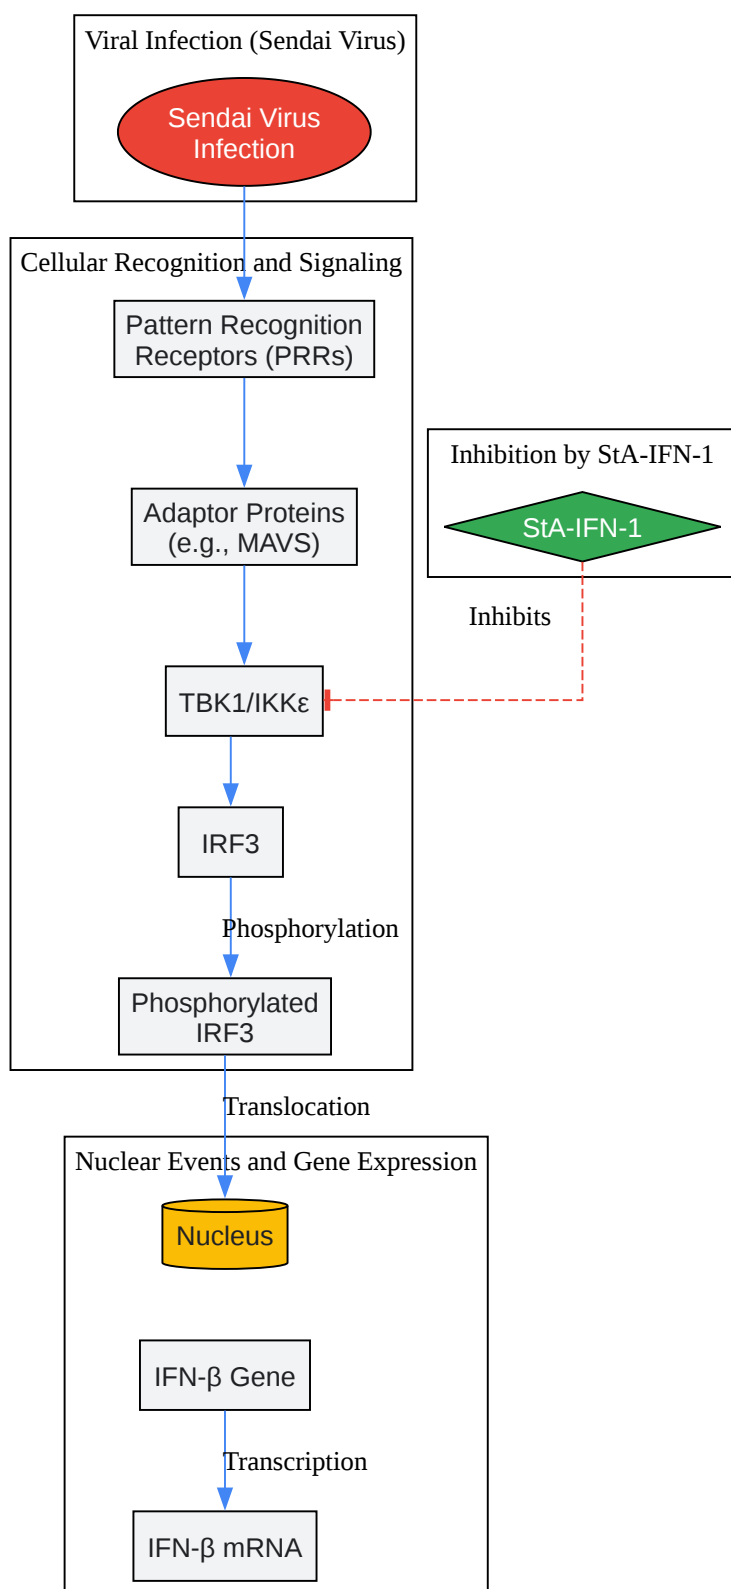 Viral Infection (Sendai Virus)
Sendai Virus
Infection
Cellular Recognition and Signaling
Pattern Recognition
Receptors (PRRs)
Adaptor Proteins
(e.g., MAVS)
Inhibition by StA-IFN-1
StA-IFN-1
Inhibits
TBK1/IKKε
IRF3
Phosphorylation
Phosphorylated
IRF3
Translocation
Nuclear Events and Gene Expression
Nucleus
IFN-β Gene
Transcription
IFN-β mRNA